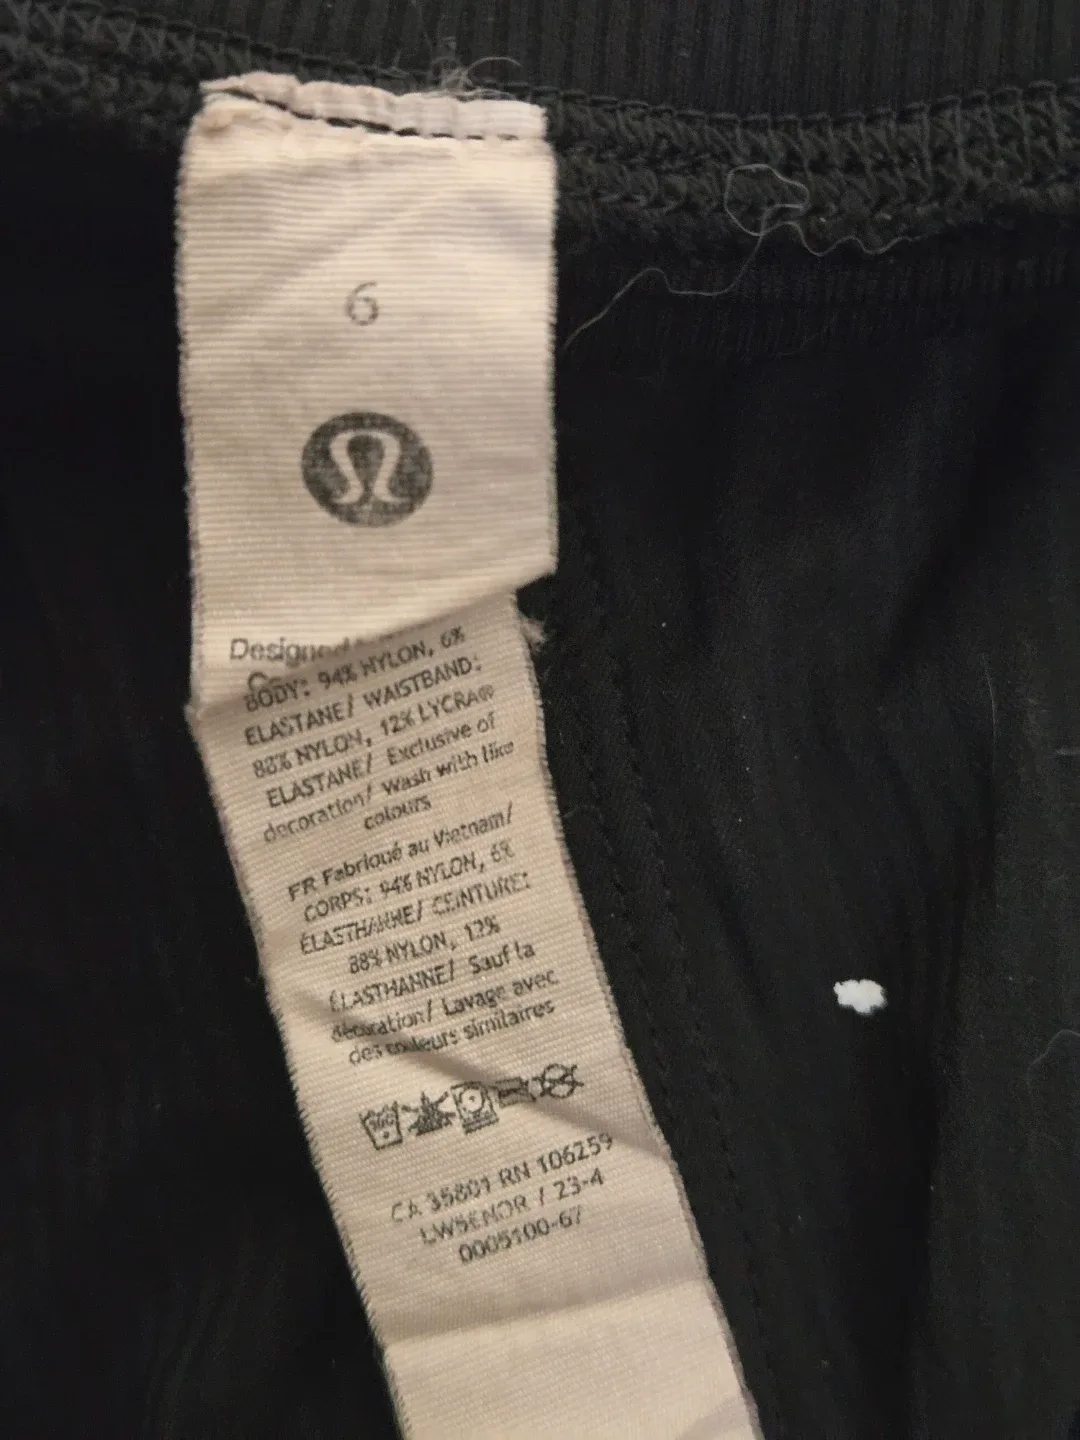 6
Designed
BODY: 94% NYLON, 6%
ELASTANE/ WAISTBAND:
88% NYLON, 12% LYCRA®
ELASTANE/ Exclusive of
decoration/ Wash with like
colours
FR Fabriqué au Vietnam/
CORPS: 94% NYLON, 6%
ÉLASTHANNE/ CEINTURE:
88% NYLON, 12%
ÉLASTHANNE/ Sauf la
décoration/ Lavage avec
des couleurs similaires
CA 35801 RN 106259
LW5ENOR / 23-4
0005100-67